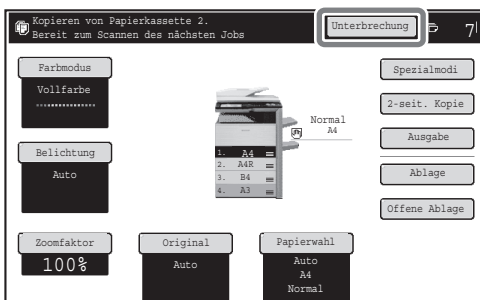 Kopieren von Papierkassette 2.
Bereit zum Scannen des nächsten Jobs
Unterbrechung
7
Farbmodus
Vollfarbe
Belichtung
Auto
Zoomfaktor
100%
Original
Auto
Papierwahl
Auto
A4
Normal
1. A4
2. A4R
3. B4
4. A3
Normal
A4
Spezialmodi
2-seit. Kopie
Ausgabe
Ablage
Offene Ablage